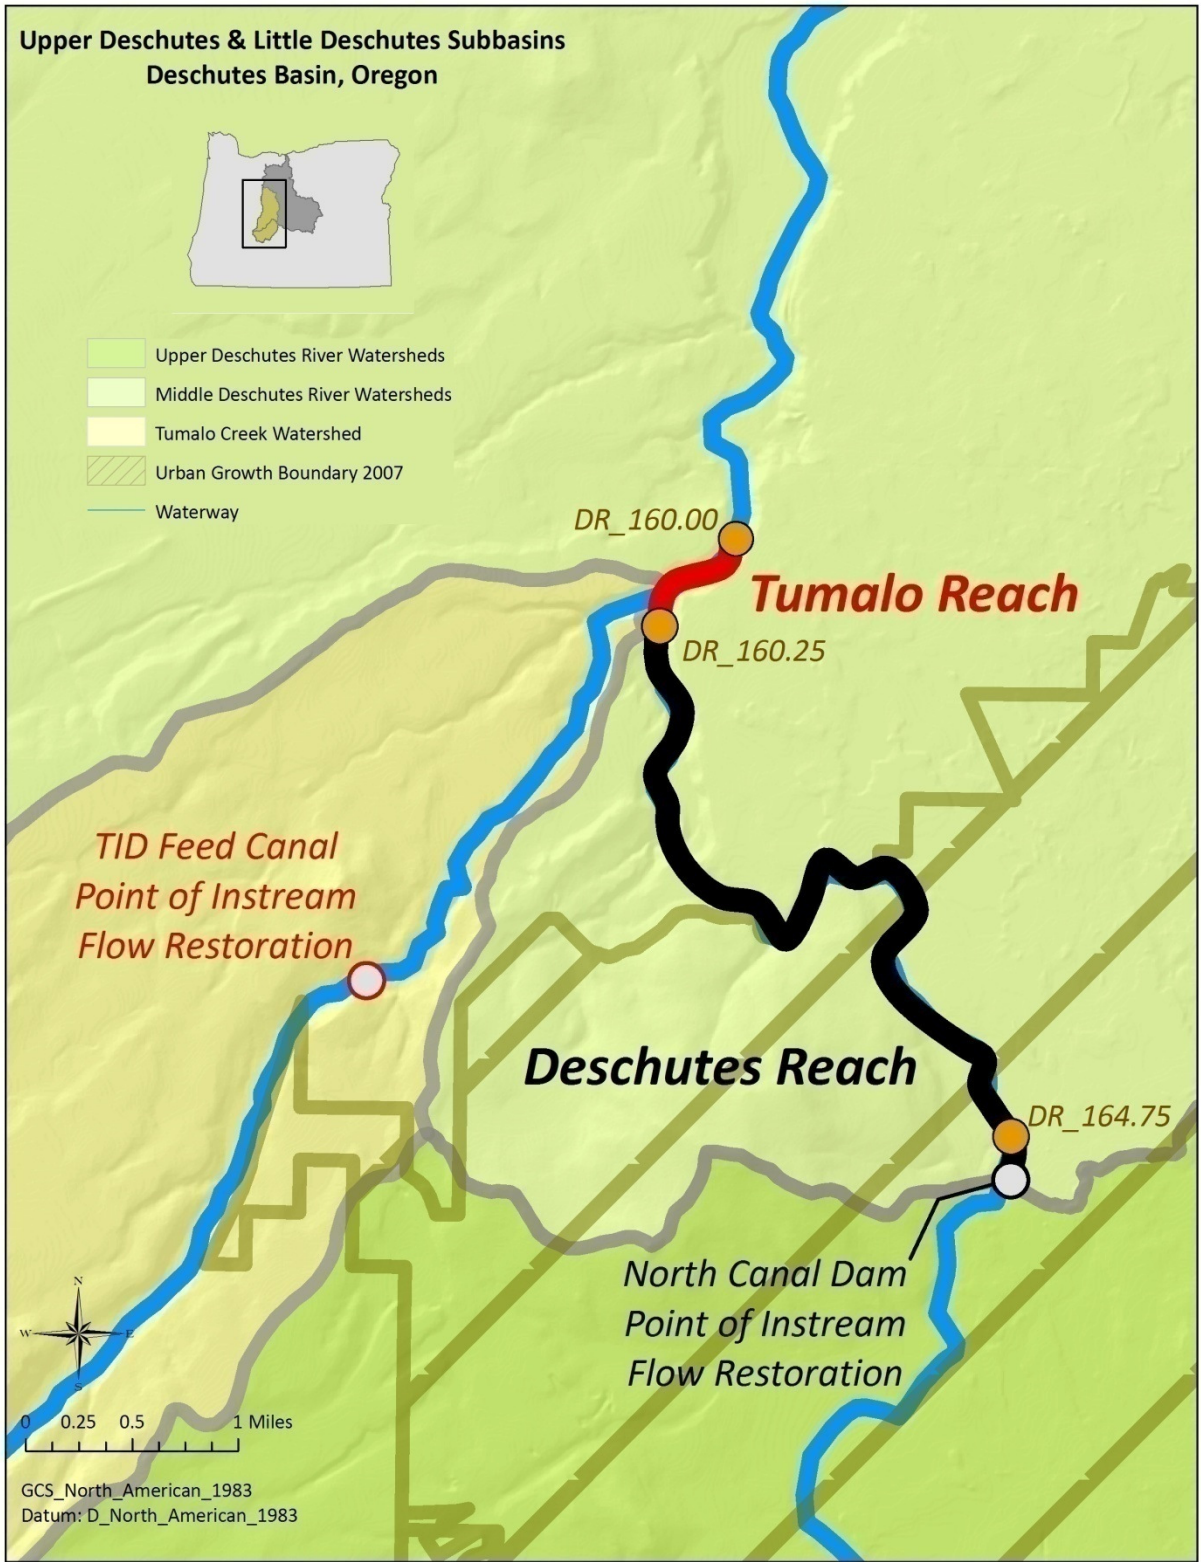 Upper Deschutes & Little Deschutes Subbasins
Deschutes Basin, Oregon
Upper Deschutes River Watersheds
Middle Deschutes River Watersheds
Tumalo Creek Watershed
Urban Growth Boundary 2007
Waterway
DR_160.00
Tumalo Reach
DR_160.25
TID Feed Canal
Point of Instream
Flow Restoration
Deschutes Reach
DR_164.75
North Canal Dam
Point of Instream
Flow Restoration
N
W E
S
0 0.25 0.5 1 Miles
GCS_North_American_1983
Datum: D_North_American_1983